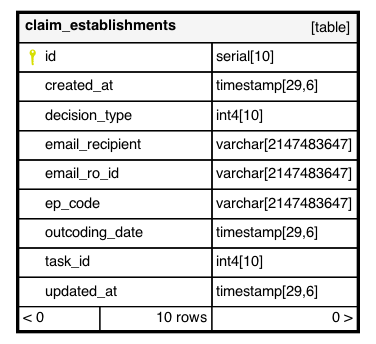 claim_establishments [table]
id serial[10]
created_at timestamp[29,6]
decision_type int4[10]
email_recipient varchar[2147483647]
email_ro_id varchar[2147483647]
ep_code varchar[2147483647]
outcoding_date timestamp[29,6]
task_id int4[10]
updated_at timestamp[29,6]
< 0 10 rows 0 >